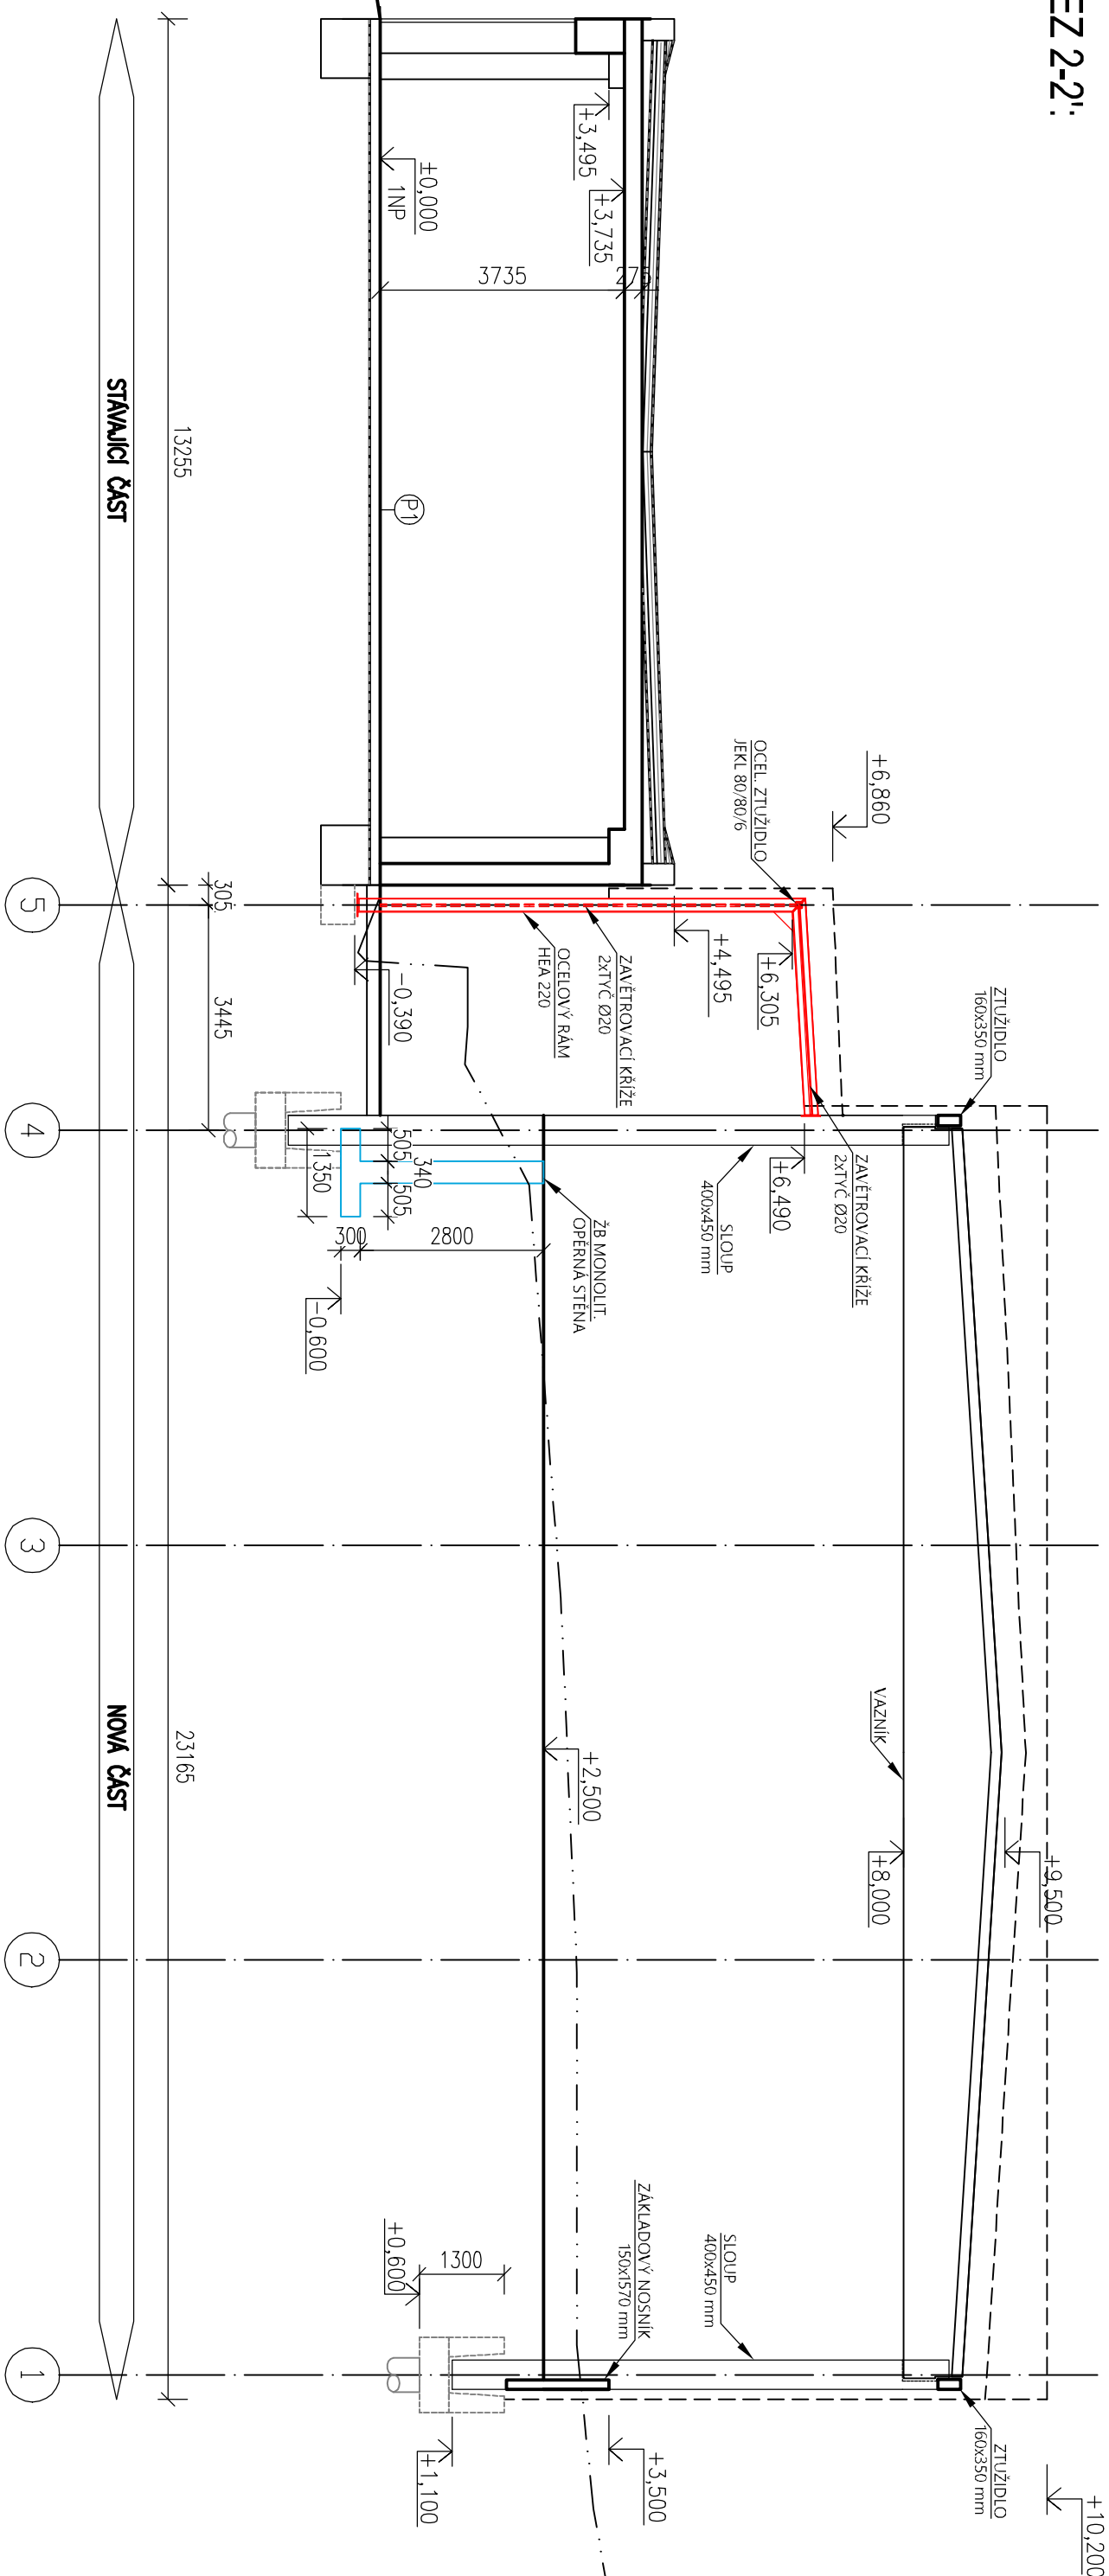 EZ 2-2':
+3,495
+3,735
±0,000
1NP
3735
275
13255
STÁVAJÍCÍ ČÁST
P1
+6,860
OCEL. ZTUŽIDLO
JEKL 80/80/6
+4,495
+6,305
ZAVĚTROVACÍ KŘÍŽE
2xTYČ Ø20
OCELOVÝ RÁM
HEA 220
-0,390
305
3445
5
ZTUŽIDLO
160x350 mm
ZAVĚTROVACÍ KŘÍŽE
2xTYČ Ø20
+6,490
SLOUP
400x450 mm
4
505
340
505
1350
300
2800
-0,600
ŽB MONOLIT.
OPĚRNÁ STĚNA
3
VAZNÍK
+2,500
+8,000
+9,500
23165
NOVÁ ČÁST
2
ZÁKLADOVÝ NOSNÍK
150x1570 mm
SLOUP
400x450 mm
1300
+0,600
1
+1,100
+3,500
ZTUŽIDLO
160x350 mm
+10,200